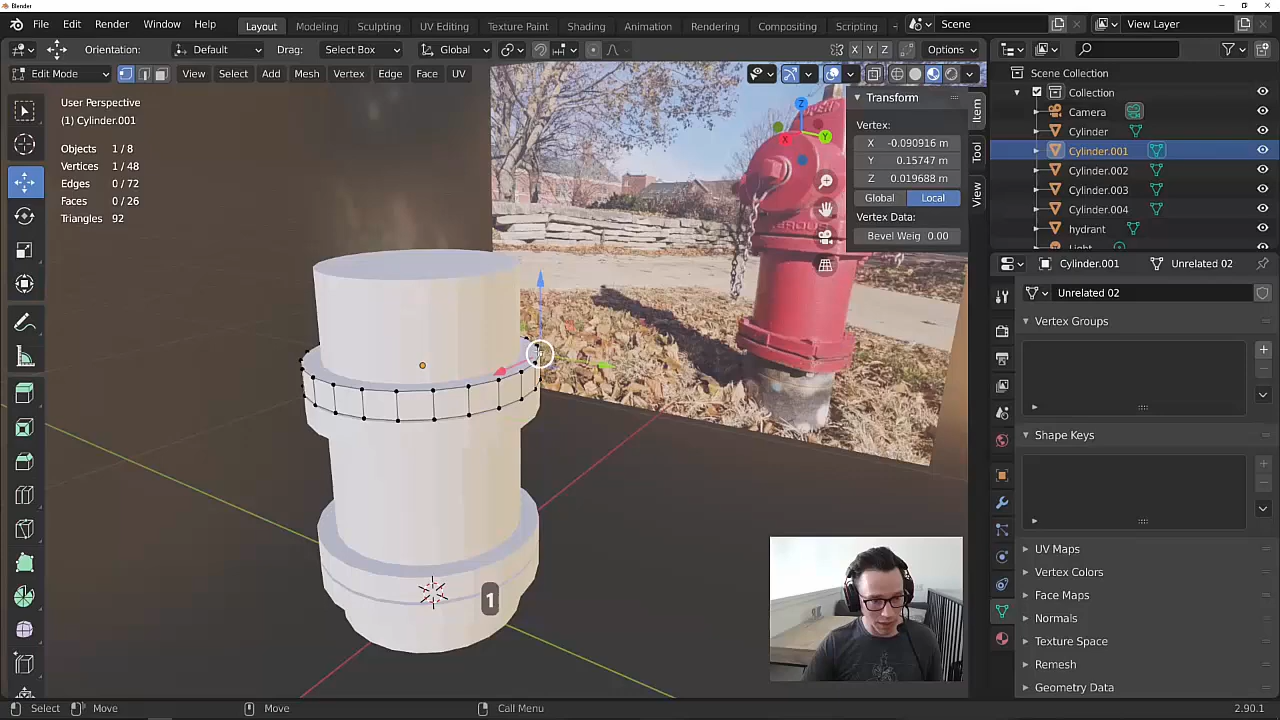 Blender
File Edit Render Window Help
Layout Modeling Sculpting UV Editing Texture Paint Shading Animation Rendering Compositing Scripting
Scene View Layer
Orientation: Default Drag: Select Box Global X Y Z Options
Edit Mode View Select Add Mesh Vertex Edge Face UV
User Perspective
(1) Cylinder.001
Objects 1/8
Vertices 1/48
Edges 0/72
Faces 0/26
Triangles 92
Z
Y
X
Transform
Vertex:
X -0.090916 m
Y 0.15747 m
Z 0.019688 m
Global Local
Vertex Data:
Bevel Weig 0.00
Item
Tool
View
Scene Collection
Collection
Camera
Cylinder
Cylinder.001
Cylinder.002
Cylinder.003
Cylinder.004
hydrant
Light
Cylinder.001 Unrelated 02
Unrelated 02
Vertex Groups
Shape Keys
UV Maps
Vertex Colors
Face Maps
Normals
Texture Space
Remesh
Geometry Data
1
Select Move Move Call Menu 2.90.1